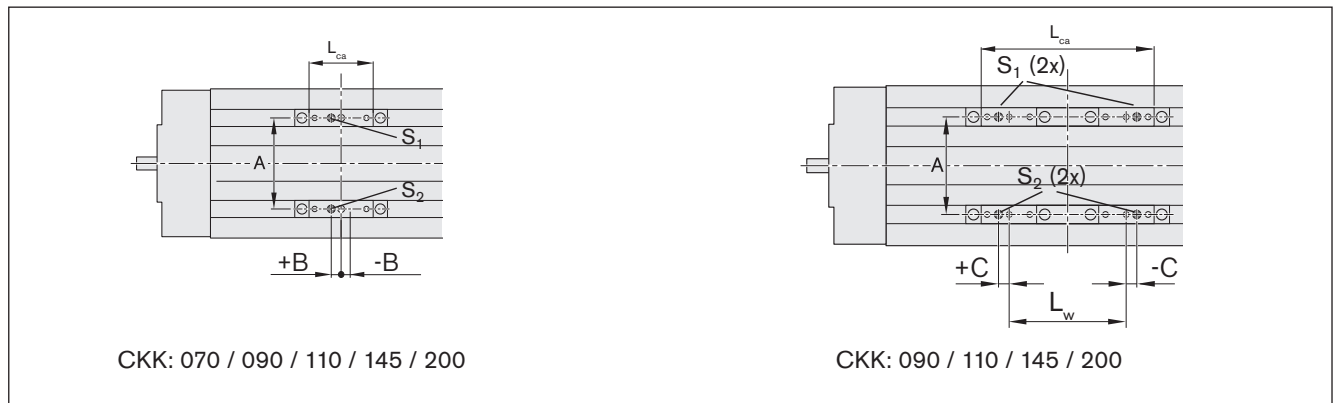 L_ca
S_1
A
S_2
+B
-B
CKK: 070 / 090 / 110 / 145 / 200
L_ca
S_1 (2x)
A
S_2 (2x)
+C
-C
L_w
CKK: 090 / 110 / 145 / 200